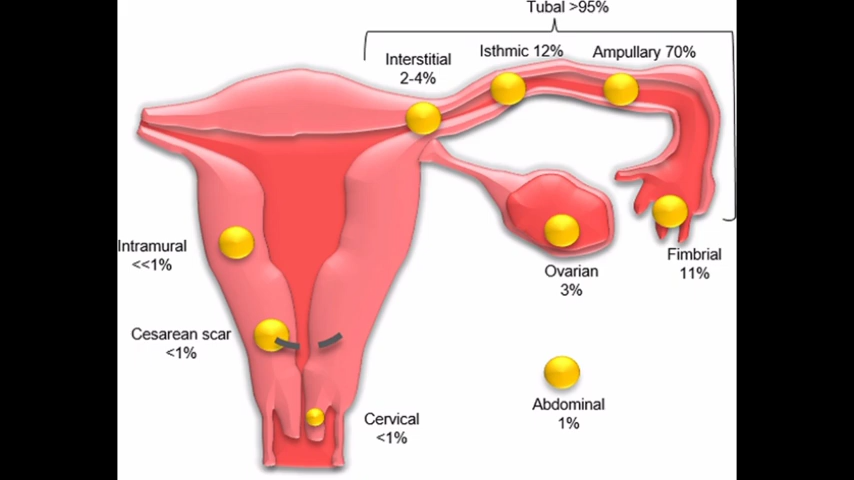 Tubal >95%
Interstitial
2-4%
Isthmic 12%
Ampullary 70%
Intramural
<<1%
Ovarian
3%
Fimbrial
11%
Cesarean scar
<1%
Abdominal
1%
Cervical
<1%